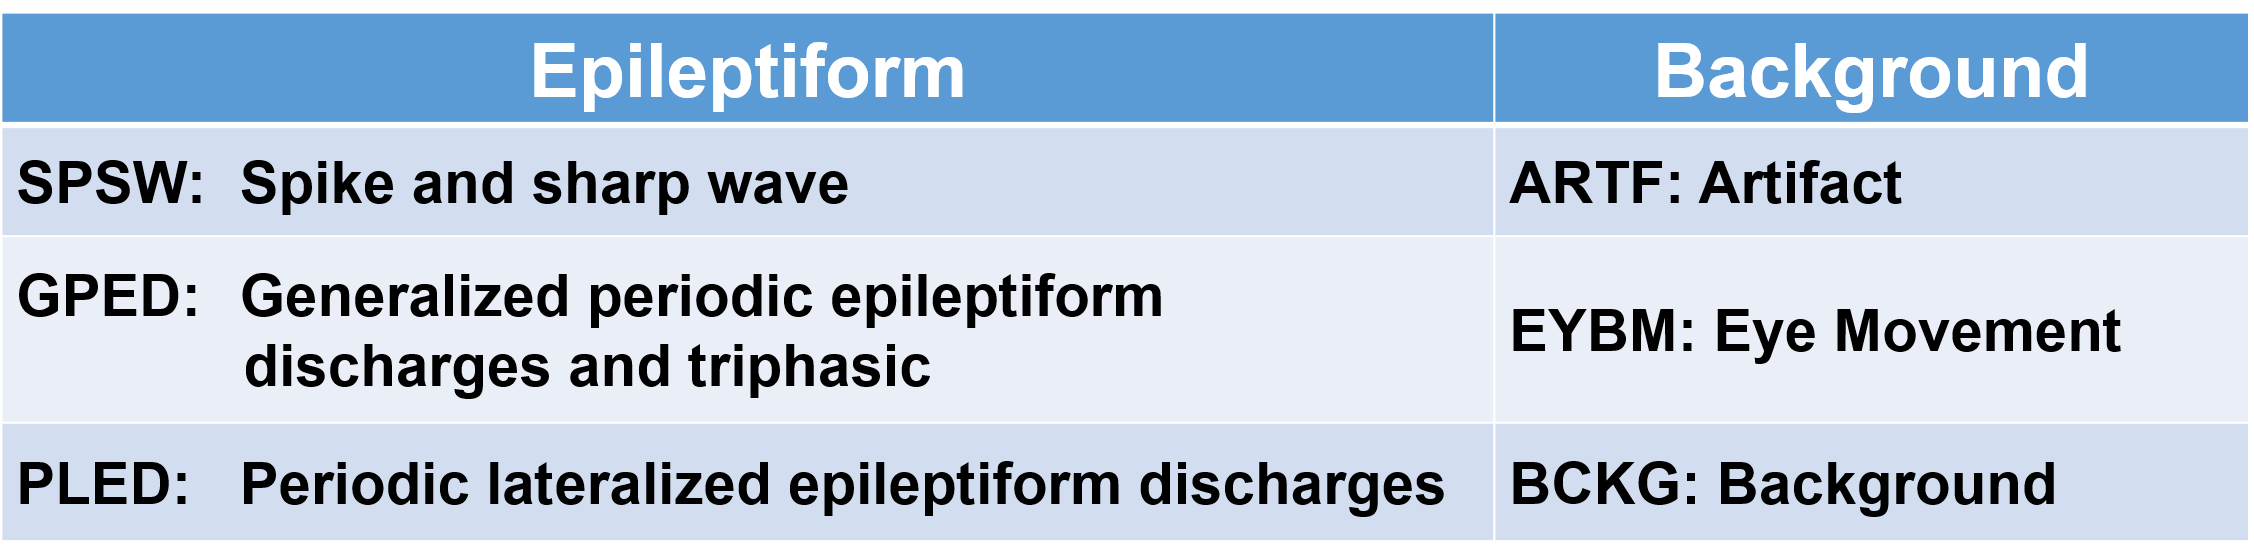 Epileptiform Background
SPSW: Spike and sharp wave ARTF: Artifact
GPED: Generalized periodic epileptiform
discharges and triphasic EYBM: Eye Movement
PLED: Periodic lateralized epileptiform discharges BCKG: Background